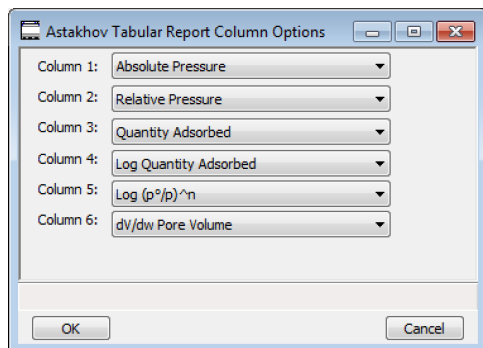 Astakhov Tabular Report Column Options
Column 1: Absolute Pressure
Column 2: Relative Pressure
Column 3: Quantity Adsorbed
Column 4: Log Quantity Adsorbed
Column 5: Log (p°/p)^n
Column 6: dV/dw Pore Volume
OK Cancel